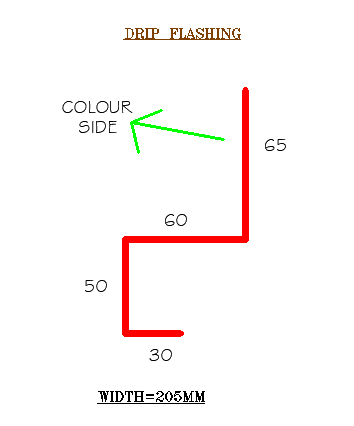 DRIP FLASHING
COLOUR
SIDE
65
60
50
30
WIDTH=205MM